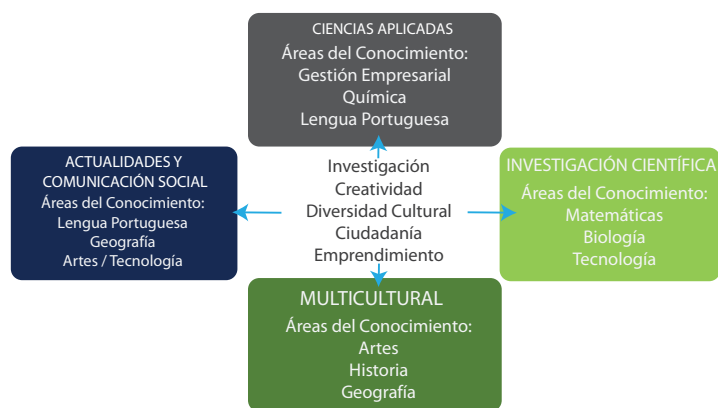 CIENCIAS APLICADAS
Áreas del Conocimiento:
Gestión Empresarial
Química
Lengua Portuguesa
ACTUALIDADES Y
COMUNICACIÓN SOCIAL
Áreas del Conocimiento:
Lengua Portuguesa
Geografía
Artes / Tecnología
Investigación
Creatividad
Diversidad Cultural
Ciudadanía
Emprendimiento
INVESTIGACIÓN CIENTÍFICA
Áreas del Conocimiento:
Matemáticas
Biología
Tecnología
MULTICULTURAL
Áreas del Conocimiento:
Artes
Historia
Geografía